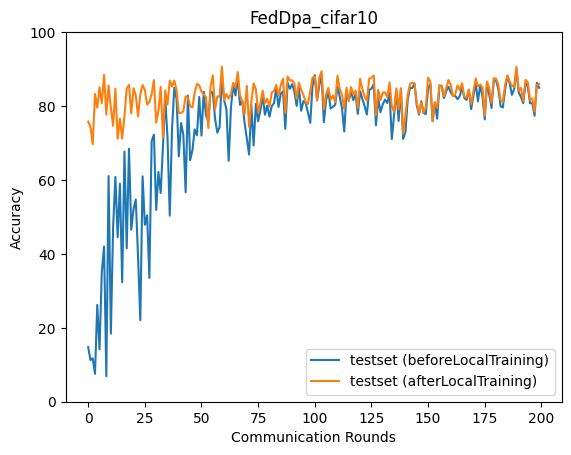 FedDpa_cifar10
100
80
60
40
20
0
Accuracy
0 25 50 75 100 125 150 175 200
Communication Rounds
testset (beforeLocalTraining)
testset (afterLocalTraining)